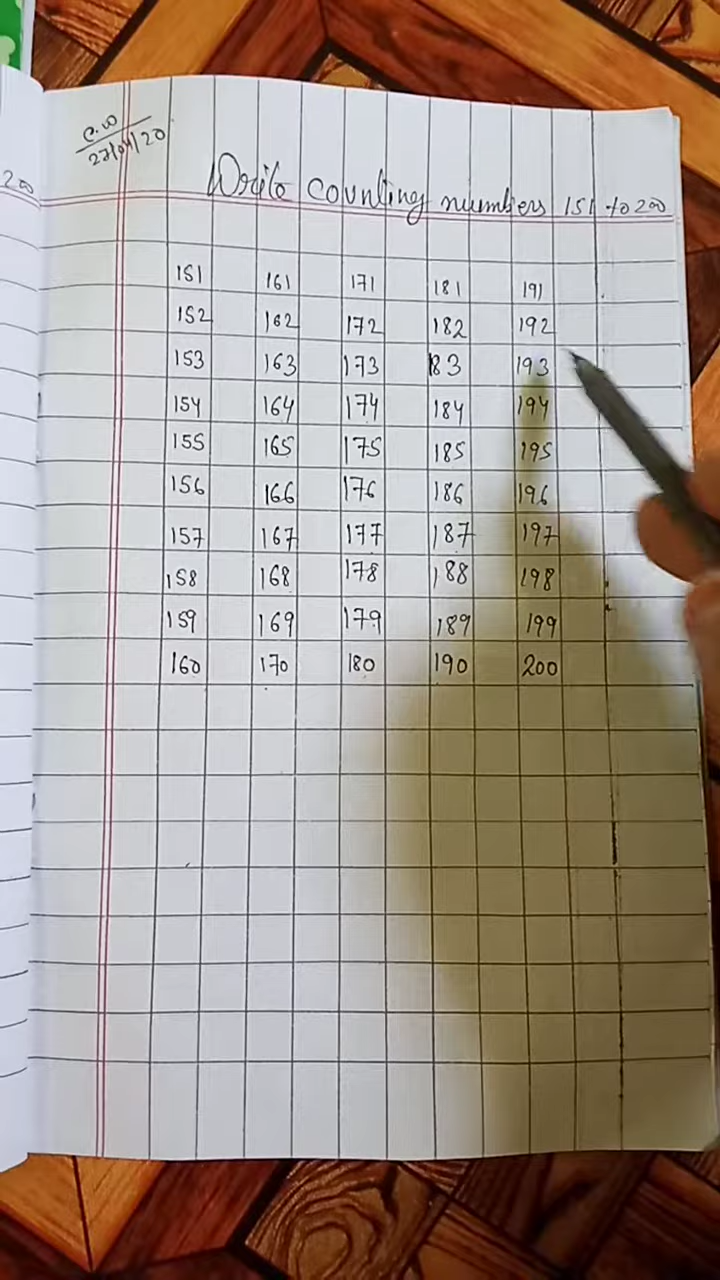 200
C.W
27/04/20
Write counting numbers 151 to 200
151 161 171 181 191
152 162 172 182 192
153 163 173 183 193
154 164 174 184 194
155 165 175 185 195
156 166 176 186 196
157 167 177 187 197
158 168 178 188 198
159 169 179 189 199
160 170 180 190 200